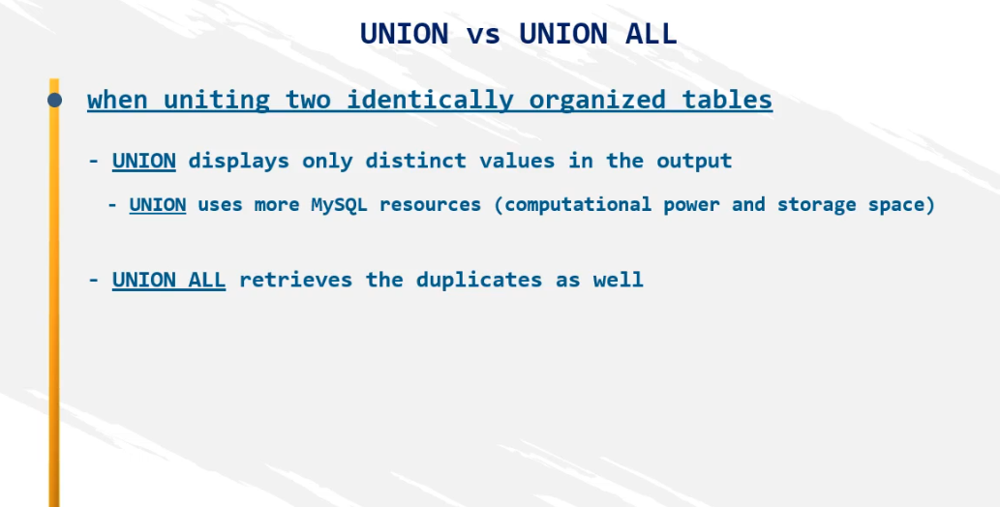 UNION vs UNION ALL
when uniting two identically organized tables
- UNION displays only distinct values in the output
- UNION uses more MySQL resources (computational power and storage space)
- UNION ALL retrieves the duplicates as well